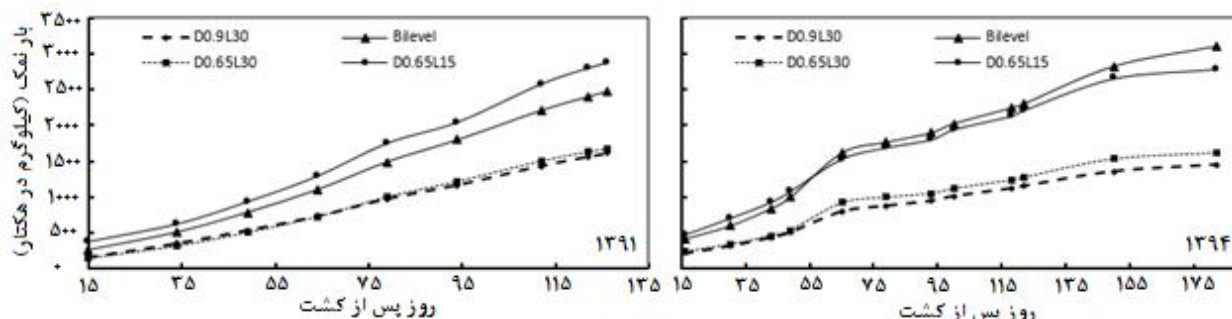 بار نمک (کیلوگرم در هکتار)
۳۵۰۰
۳۰۰۰
۲۵۰۰
۲۰۰۰
۱۵۰۰
۱۰۰۰
۵۰۰
۰
D0.9L30 Bilevel
D0.65L30 D0.65L15
۱۳۹۱
۱۵ ۳۵ ۵۵ ۷۵ ۹۵ ۱۱۵ ۱۳۵
روز پس از کشت
D0.9L30 Bilevel
D0.65L30 D0.65L15
۱۳۹۴
۱۵ ۳۵ ۵۵ ۷۵ ۹۵ ۱۱۵ ۱۳۵ ۱۵۵ ۱۷۵
روز پس از کشت